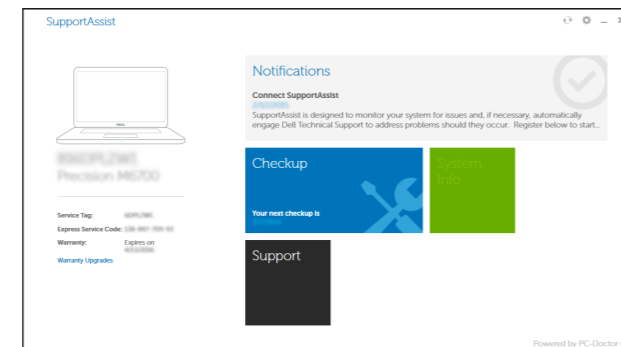 SupportAssist
Notifications
Connect SupportAssist
SupportAssist is designed to monitor your system for issues and, if necessary, automatically
engage Dell Technical Support to address problems should they occur. Register below to start...
DELL
Precision M6700
Checkup
System
Info
Your next checkup is
Service Tag:
Express Service Code:
Warranty: Expires on
Warranty Upgrades
Support
Powered by PC-Doctor